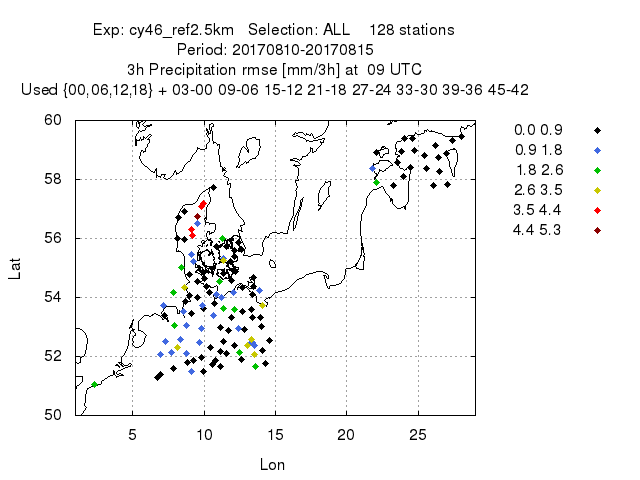 Exp: cy46_ref2.5km Selection: ALL 128 stations
Period: 20170810-20170815
3h Precipitation rmse [mm/3h] at 09 UTC
Used {00,06,12,18} + 03-00 09-06 15-12 21-18 27-24 33-30 39-36 45-42
60
58
56
54
52
50
Lat
5 10 15 20 25
Lon
0.0 0.9
0.9 1.8
1.8 2.6
2.6 3.5
3.5 4.4
4.4 5.3